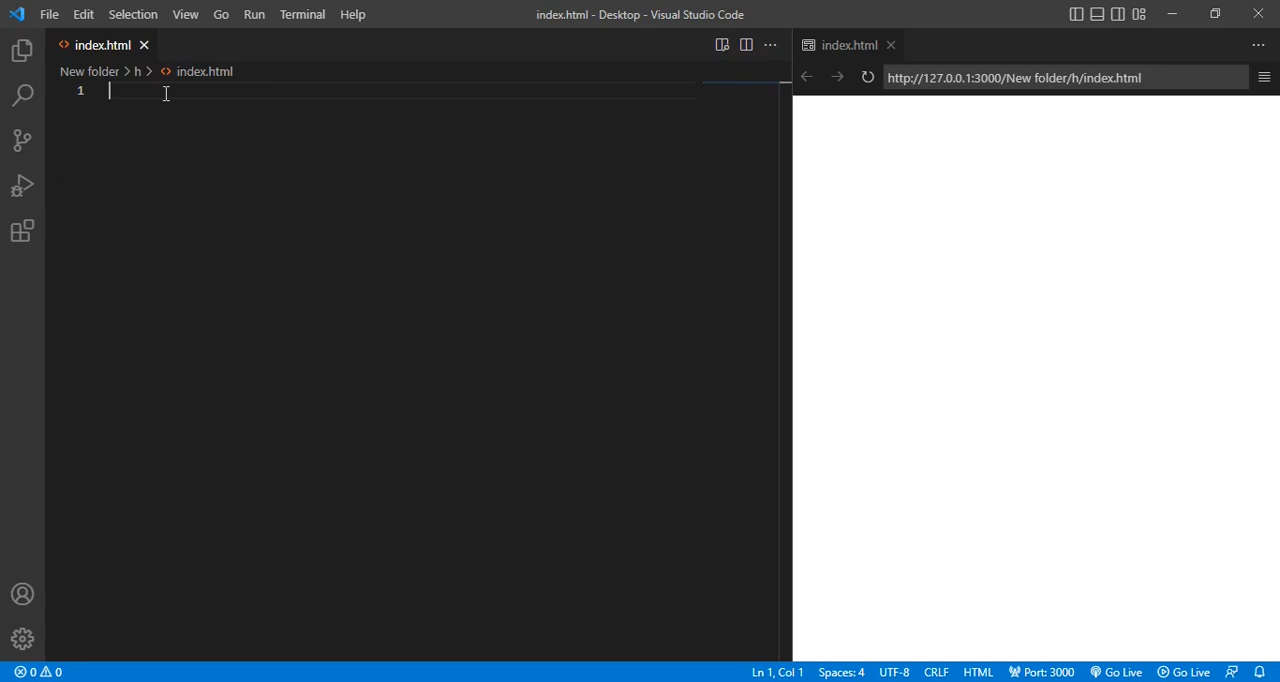 File Edit Selection View Go Run Terminal Help
index.html - Desktop - Visual Studio Code
index.html
New folder > h > index.html
1
index.html
http://127.0.0.1:3000/New folder/h/index.html
0 0
Ln 1, Col 1 Spaces: 4 UTF-8 CRLF HTML Port: 3000 Go Live Go Live